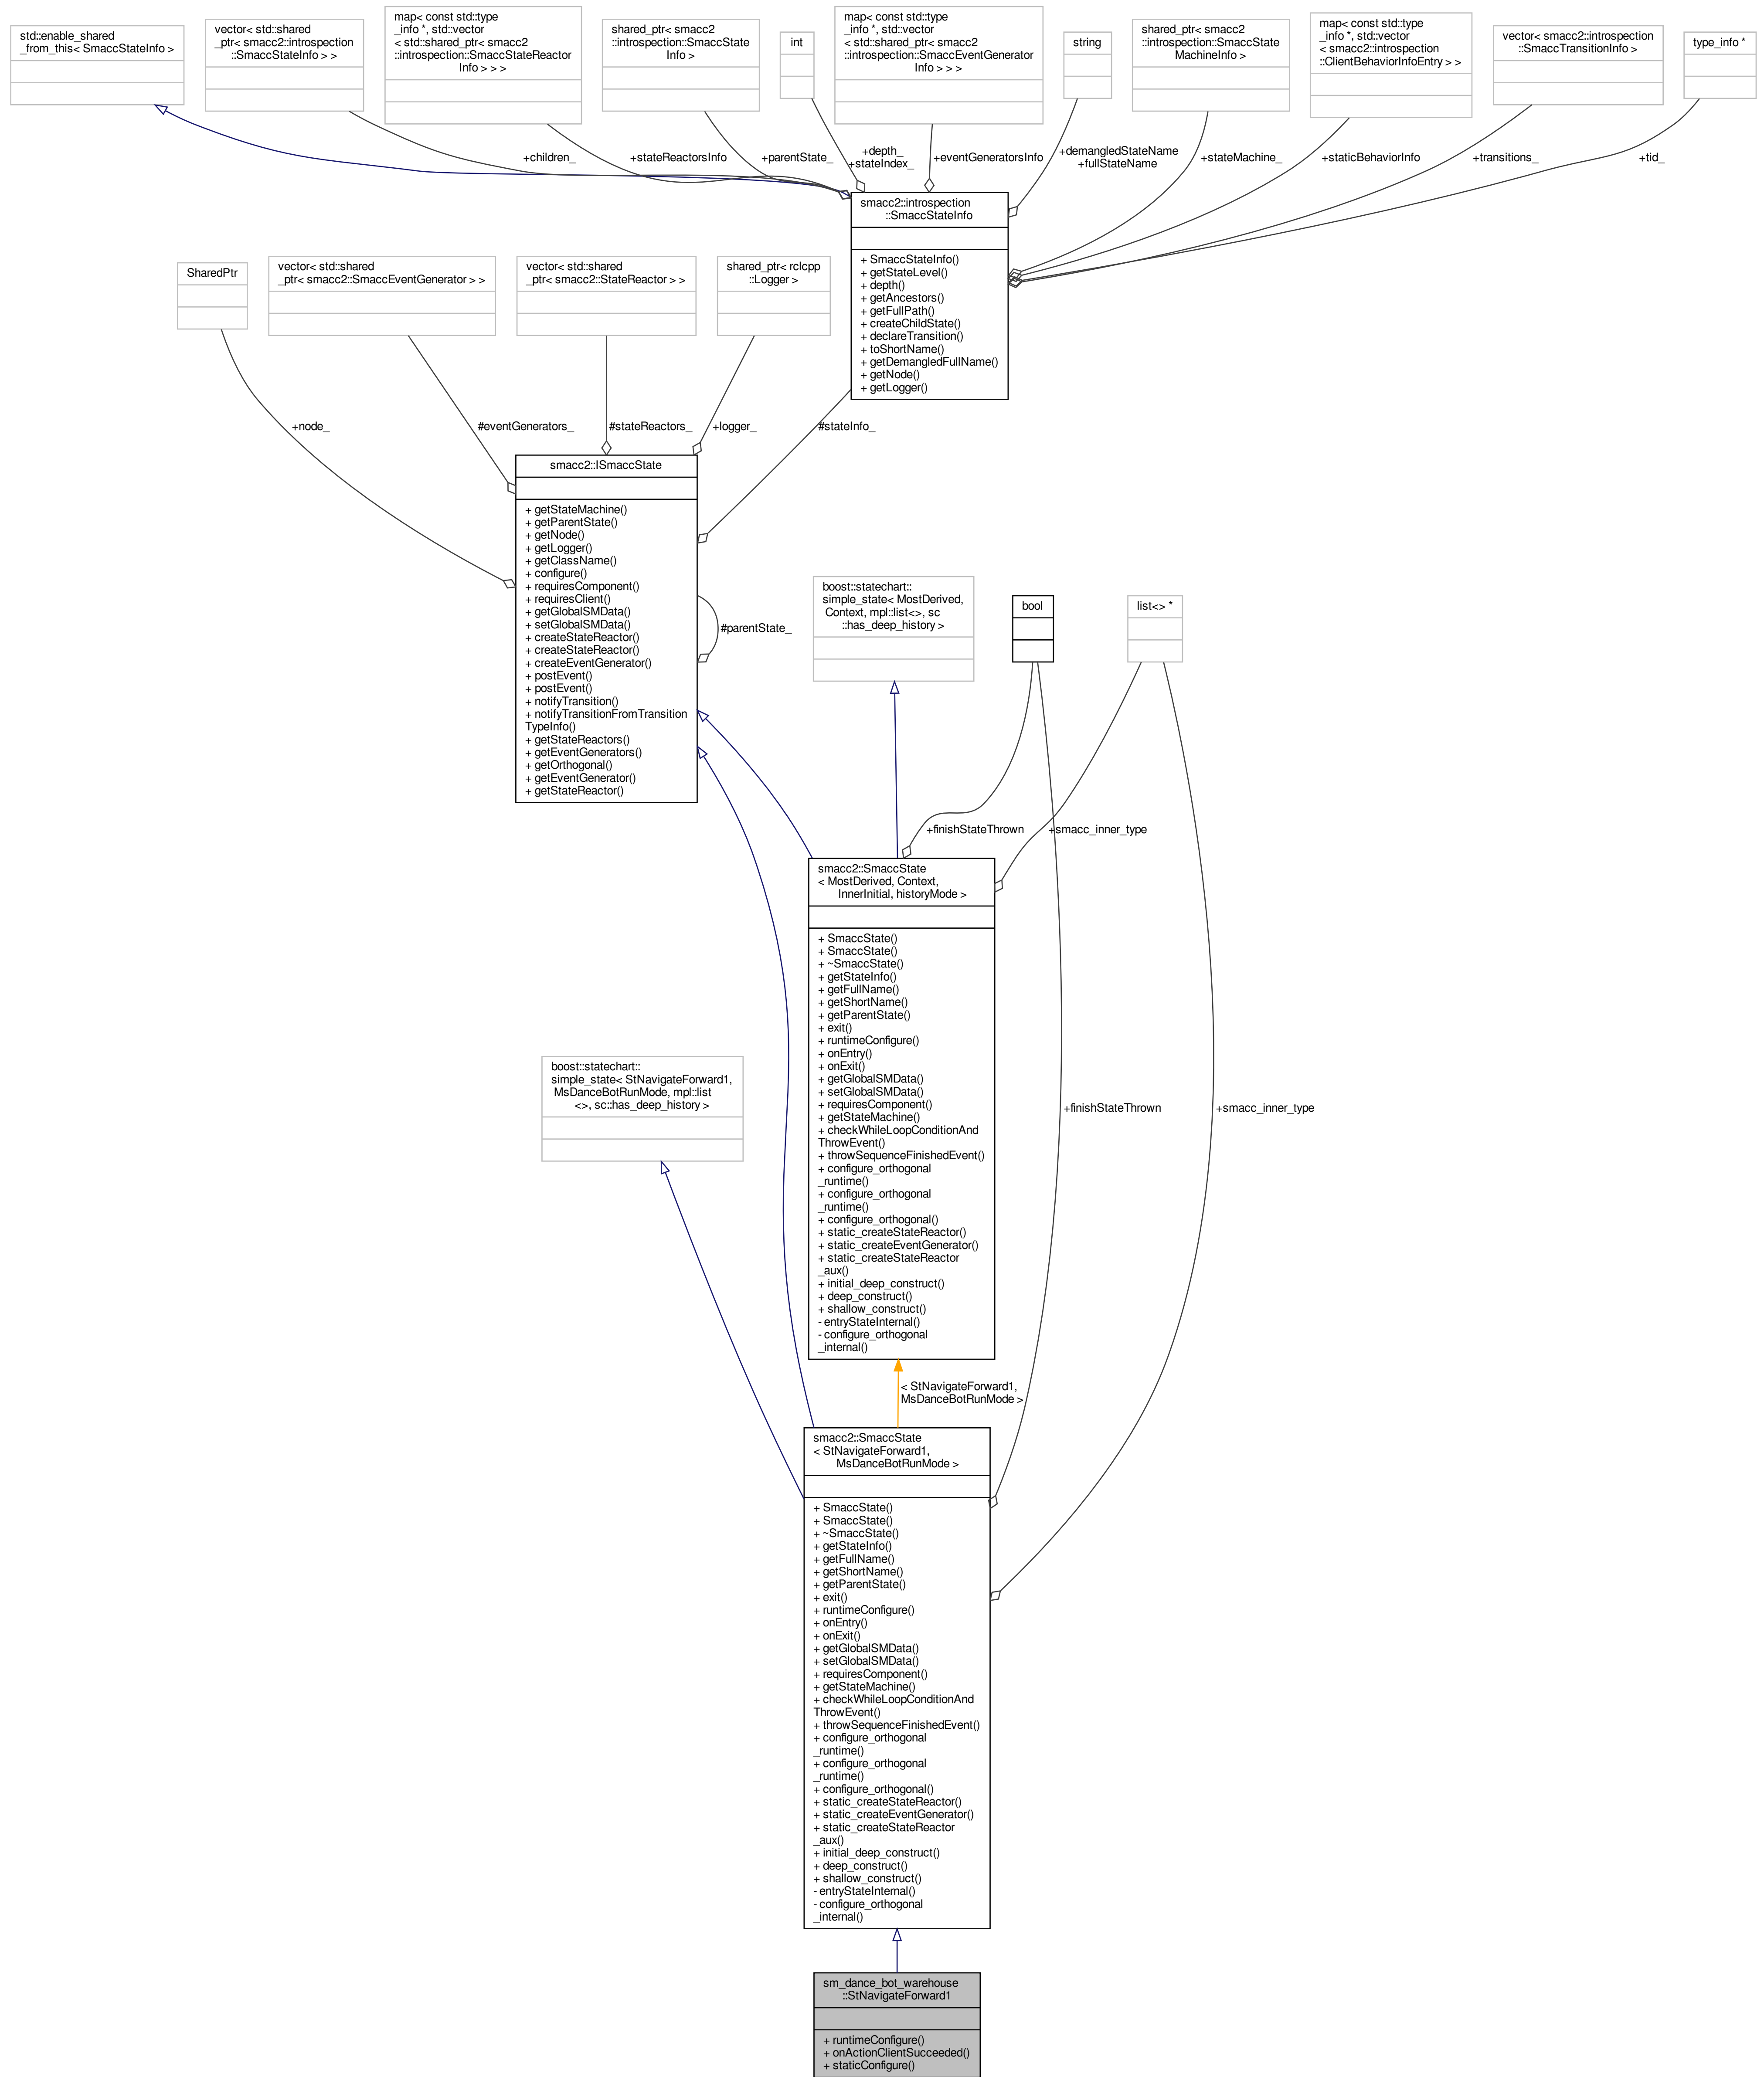 std::enable_shared
_from_this< SmaccStateInfo >
vector< std::shared
_ptr< smacc2::introspection
::SmaccStateInfo > >
map< const std::type
_info *, std::vector
< std::shared_ptr< smacc2
::introspection::SmaccStateReactor
Info > > >
shared_ptr< smacc2
::introspection::SmaccState
Info >
int
map< const std::type
_info *, std::vector
< std::shared_ptr< smacc2
::introspection::SmaccEventGenerator
Info > > >
string
shared_ptr< smacc2
::introspection::SmaccState
MachineInfo >
map< const std::type
_info *, std::vector
< smacc2::introspection
::ClientBehaviorInfoEntry > >
vector< smacc2::introspection
::SmaccTransitionInfo >
type_info *
+children_
+stateReactorsInfo
+parentState_
+depth_
+stateIndex_
+eventGeneratorsInfo
+demangledStateName
+fullStateName
+stateMachine_
+staticBehaviorInfo
+transitions_
+tid_
smacc2::introspection
::SmaccStateInfo
+ SmaccStateInfo()
+ getStateLevel()
+ depth()
+ getAncestors()
+ getFullPath()
+ createChildState()
+ declareTransition()
+ toShortName()
+ getDemangledFullName()
+ getNode()
+ getLogger()
SharedPtr
vector< std::shared
_ptr< smacc2::SmaccEventGenerator > >
vector< std::shared
_ptr< smacc2::StateReactor > >
shared_ptr< rclcpp
::Logger >
+node_
#eventGenerators_
#stateReactors_
+logger_
#stateInfo_
smacc2::ISmaccState
+ getStateMachine()
+ getParentState()
+ getNode()
+ getLogger()
+ getClassName()
+ configure()
+ requiresComponent()
+ requiresClient()
+ getGlobalSMData()
+ setGlobalSMData()
+ createStateReactor()
+ createStateReactor()
+ createEventGenerator()
+ postEvent()
+ postEvent()
+ notifyTransition()
+ notifyTransitionFromTransition
TypeInfo()
+ getStateReactors()
+ getEventGenerators()
+ getOrthogonal()
+ getEventGenerator()
+ getStateReactor()
#parentState_
boost::statechart::
simple_state< MostDerived,
Context, mpl::list<>, sc
::has_deep_history >
bool
list<> *
+finishStateThrown
+smacc_inner_type
smacc2::SmaccState
< MostDerived, Context,
InnerInitial, historyMode >
+ SmaccState()
+ SmaccState()
+ ~SmaccState()
+ getStateInfo()
+ getFullName()
+ getShortName()
+ getParentState()
+ exit()
+ runtimeConfigure()
+ onEntry()
+ onExit()
+ getGlobalSMData()
+ setGlobalSMData()
+ requiresComponent()
+ getStateMachine()
+ checkWhileLoopConditionAnd
ThrowEvent()
+ throwSequenceFinishedEvent()
+ configure_orthogonal
_runtime()
+ configure_orthogonal
_runtime()
+ configure_orthogonal()
+ static_createStateReactor()
+ static_createEventGenerator()
+ static_createStateReactor
_aux()
+ initial_deep_construct()
+ deep_construct()
+ shallow_construct()
- entryStateInternal()
- configure_orthogonal
_internal()
boost::statechart::
simple_state< StNavigateForward1,
MsDanceBotRunMode, mpl::list
<>, sc::has_deep_history >
+finishStateThrown
+smacc_inner_type
< StNavigateForward1,
MsDanceBotRunMode >
smacc2::SmaccState
< StNavigateForward1,
MsDanceBotRunMode >
+ SmaccState()
+ SmaccState()
+ ~SmaccState()
+ getStateInfo()
+ getFullName()
+ getShortName()
+ getParentState()
+ exit()
+ runtimeConfigure()
+ onEntry()
+ onExit()
+ getGlobalSMData()
+ setGlobalSMData()
+ requiresComponent()
+ getStateMachine()
+ checkWhileLoopConditionAnd
ThrowEvent()
+ throwSequenceFinishedEvent()
+ configure_orthogonal
_runtime()
+ configure_orthogonal
_runtime()
+ configure_orthogonal()
+ static_createStateReactor()
+ static_createEventGenerator()
+ static_createStateReactor
_aux()
+ initial_deep_construct()
+ deep_construct()
+ shallow_construct()
- entryStateInternal()
- configure_orthogonal
_internal()
sm_dance_bot_warehouse
::StNavigateForward1
+ runtimeConfigure()
+ onActionClientSucceeded()
+ staticConfigure()